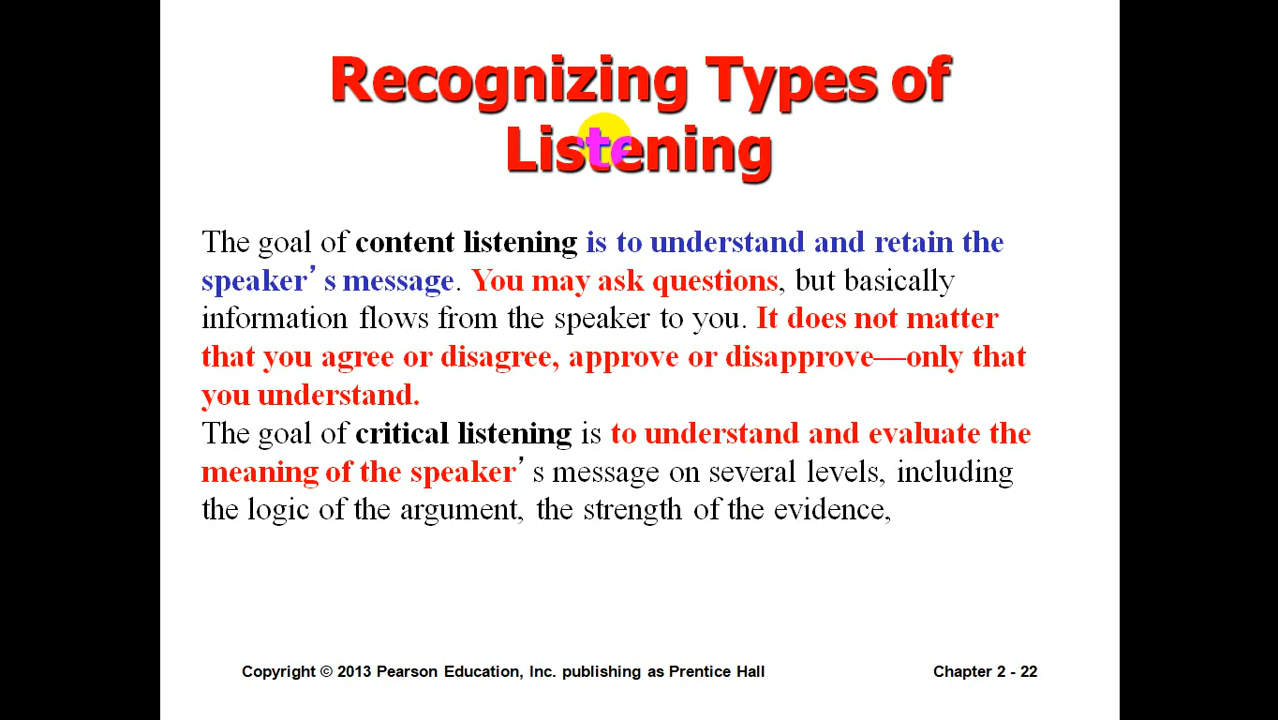 Recognizing Types of
Listening
The goal of content listening is to understand and retain the
speaker’s message. You may ask questions, but basically
information flows from the speaker to you. It does not matter
that you agree or disagree, approve or disapprove—only that
you understand.
The goal of critical listening is to understand and evaluate the
meaning of the speaker’s message on several levels, including
the logic of the argument, the strength of the evidence,
Copyright © 2013 Pearson Education, Inc. publishing as Prentice Hall
Chapter 2 - 22